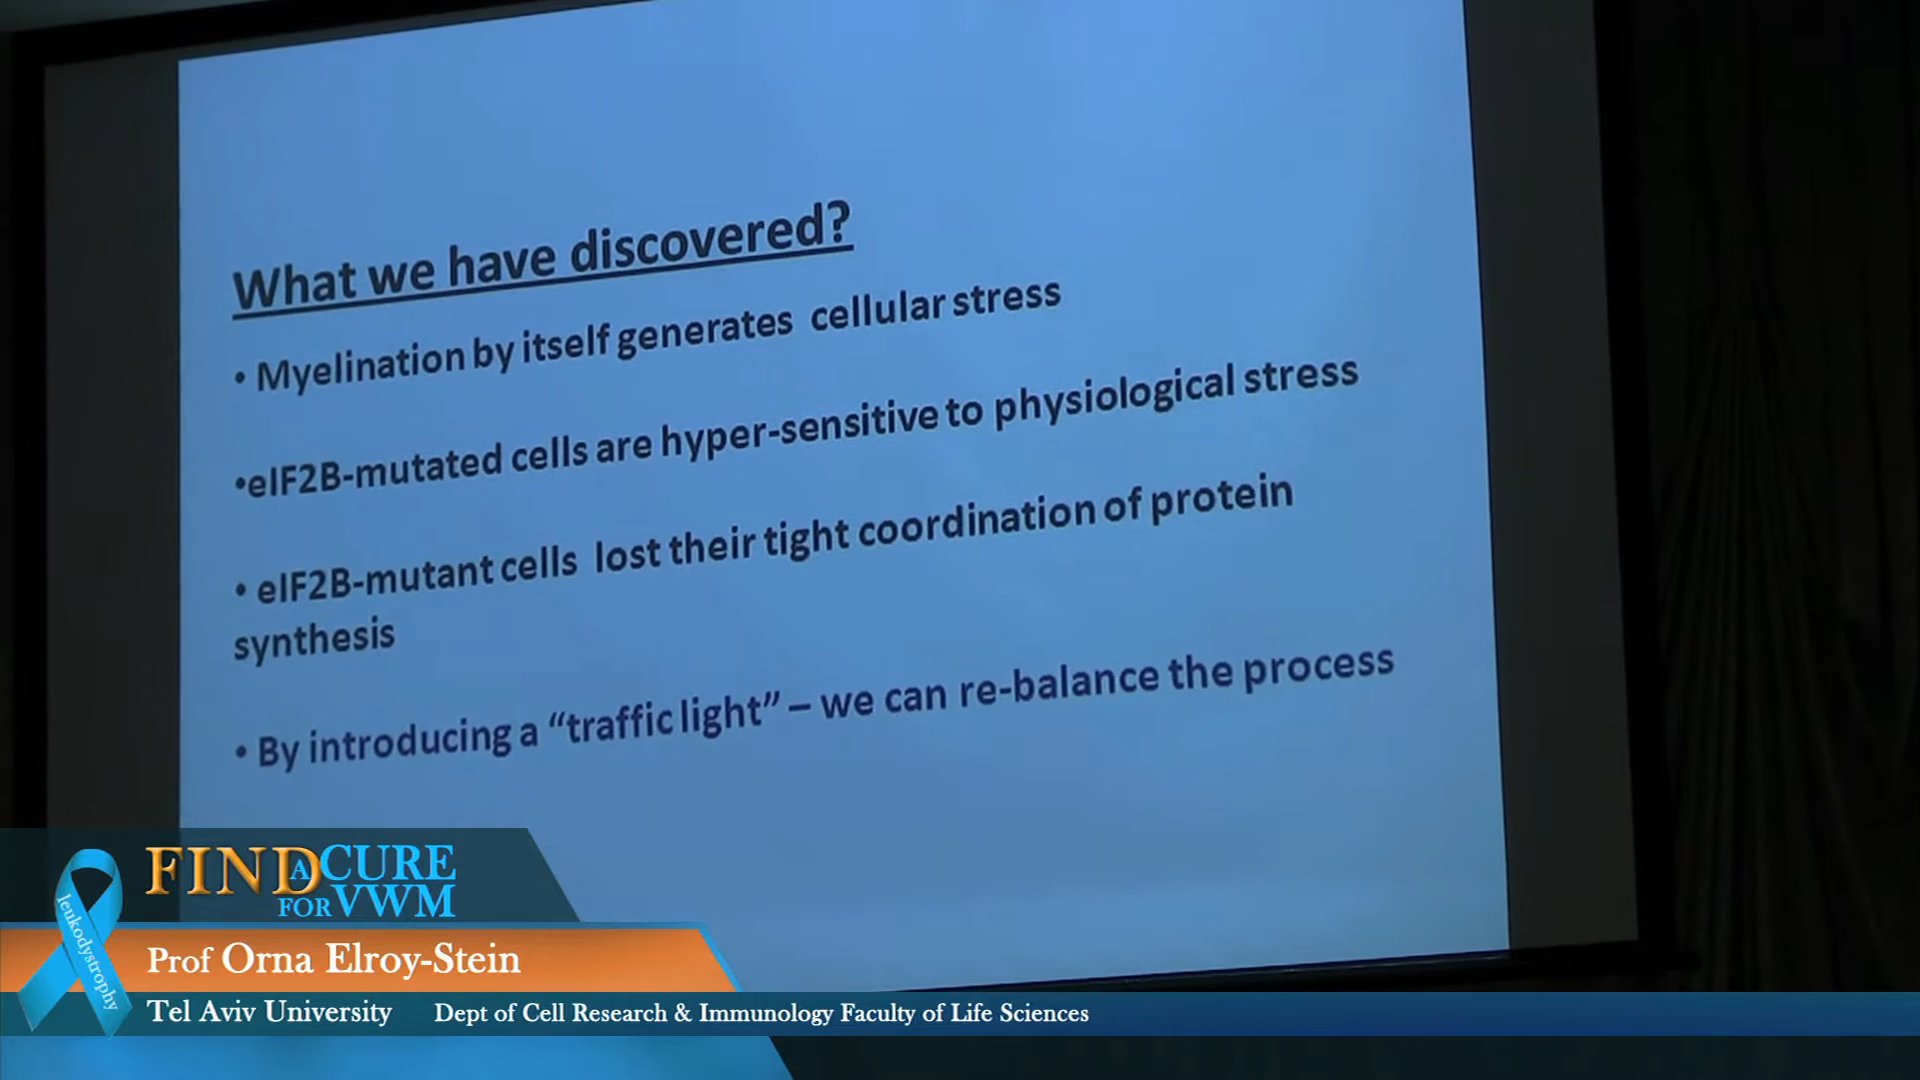 What we have discovered?
• Myelination by itself generates cellular stress
•eIF2B-mutated cells are hyper-sensitive to physiological stress
• eIF2B-mutant cells lost their tight coordination of protein
synthesis
• By introducing a “traffic light” – we can re-balance the process
FIND A CURE
FOR VWM
leukodystrophy
Prof Orna Elroy-Stein
Tel Aviv University Dept of Cell Research & Immunology Faculty of Life Sciences